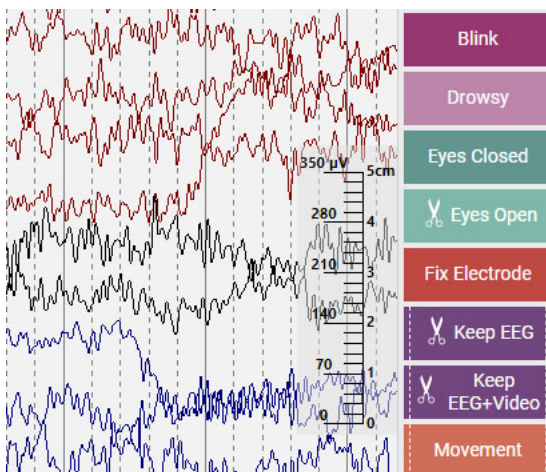 Blink
Drowsy
Eyes Closed
Eyes Open
Fix Electrode
Keep EEG
Keep
EEG+Video
Movement
350 µV 5cm
280 4
210 3
140 2
70 1
0 0